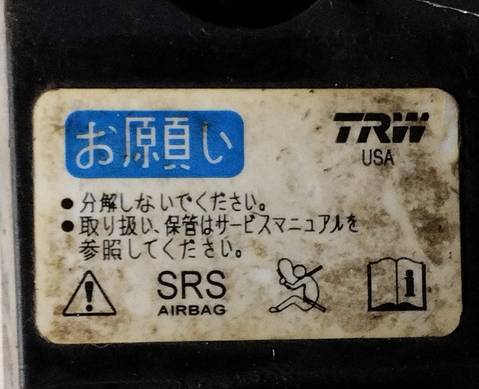 お願い
TRW
USA
● 分解しないでください。
● 取り扱い、保管はサービスマニュアルを
参照してください。
SRS
AIRBAG